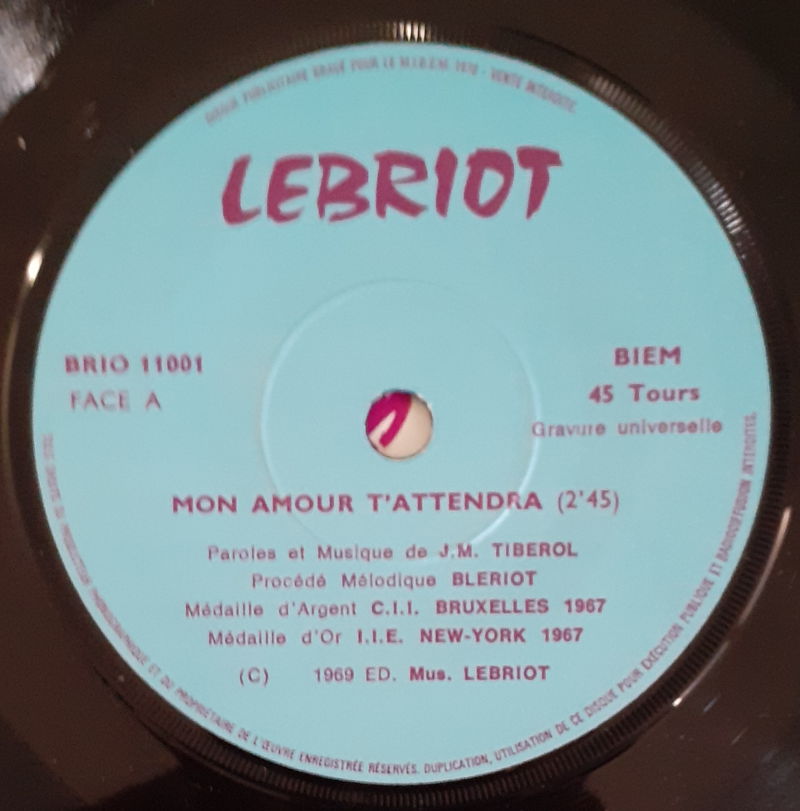 DISQUE PUBLICITAIRE GRAVÉ POUR LE M.I.D.E.M. 1970 - VENTE INTERDITE.
LEBRIOT
BRIO 11001
FACE A
BIEM
45 Tours
Gravure universelle
MON AMOUR T'ATTENDRA (2'45)
Paroles et Musique de J.M. TIBEROL
Procédé Mélodique BLERIOT
Médaille d'Argent C.I.I. BRUXELLES 1967
Médaille d'Or I.I.E. NEW-YORK 1967
(C) 1969 ED. Mus. LEBRIOT
TOUS DROITS DU PRODUCTEUR PHONOGRAPHIQUE ET DU PROPRIÉTAIRE DE L'ŒUVRE ENREGISTRÉE RÉSERVÉS. DUPLICATION, UTILISATION DE CE DISQUE POUR EXÉCUTION PUBLIQUE ET RADIODIFFUSION INTERDITES.